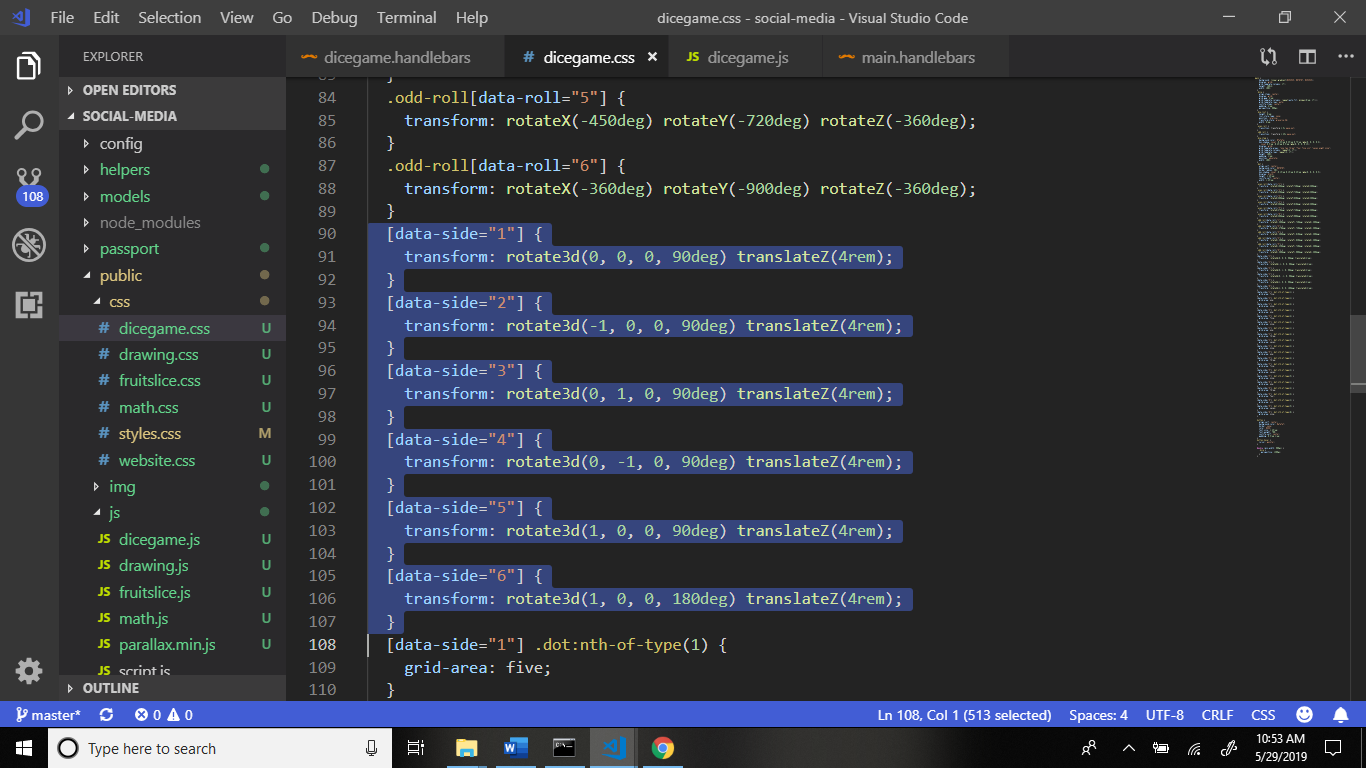 File Edit Selection View Go Debug Terminal Help
dicegame.css - social-media - Visual Studio Code
EXPLORER
dicegame.handlebars
# dicegame.css ×
JS dicegame.js
main.handlebars
OPEN EDITORS
SOCIAL-MEDIA
config
helpers
models
node_modules
passport
public
css
# dicegame.css U
# drawing.css U
# fruitslice.css U
# math.css U
# styles.css M
# website.css U
img
js
JS dicegame.js U
JS drawing.js U
JS fruitslice.js U
JS math.js U
JS parallax.min.js U
JS script.js
OUTLINE
108
83 }
84 .odd-roll[data-roll="5"] {
85 transform: rotateX(-450deg) rotateY(-720deg) rotateZ(-360deg);
86 }
87 .odd-roll[data-roll="6"] {
88 transform: rotateX(-360deg) rotateY(-900deg) rotateZ(-360deg);
89 }
90 [data-side="1"] {
91 transform: rotate3d(0, 0, 0, 90deg) translateZ(4rem);
92 }
93 [data-side="2"] {
94 transform: rotate3d(-1, 0, 0, 90deg) translateZ(4rem);
95 }
96 [data-side="3"] {
97 transform: rotate3d(0, 1, 0, 90deg) translateZ(4rem);
98 }
99 [data-side="4"] {
100 transform: rotate3d(0, -1, 0, 90deg) translateZ(4rem);
101 }
102 [data-side="5"] {
103 transform: rotate3d(1, 0, 0, 90deg) translateZ(4rem);
104 }
105 [data-side="6"] {
106 transform: rotate3d(1, 0, 0, 180deg) translateZ(4rem);
107 }
108 [data-side="1"] .dot:nth-of-type(1) {
109 grid-area: five;
110 }
master* 0 0 Ln 108, Col 1 (513 selected) Spaces: 4 UTF-8 CRLF CSS
Type here to search
10:53 AM
5/29/2019